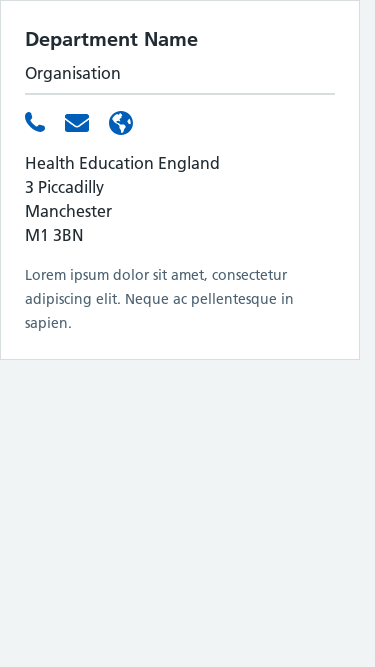 Department Name
Organisation
Health Education England
3 Piccadilly
Manchester
M1 3BN
Lorem ipsum dolor sit amet, consectetur
adipiscing elit. Neque ac pellentesque in
sapien.